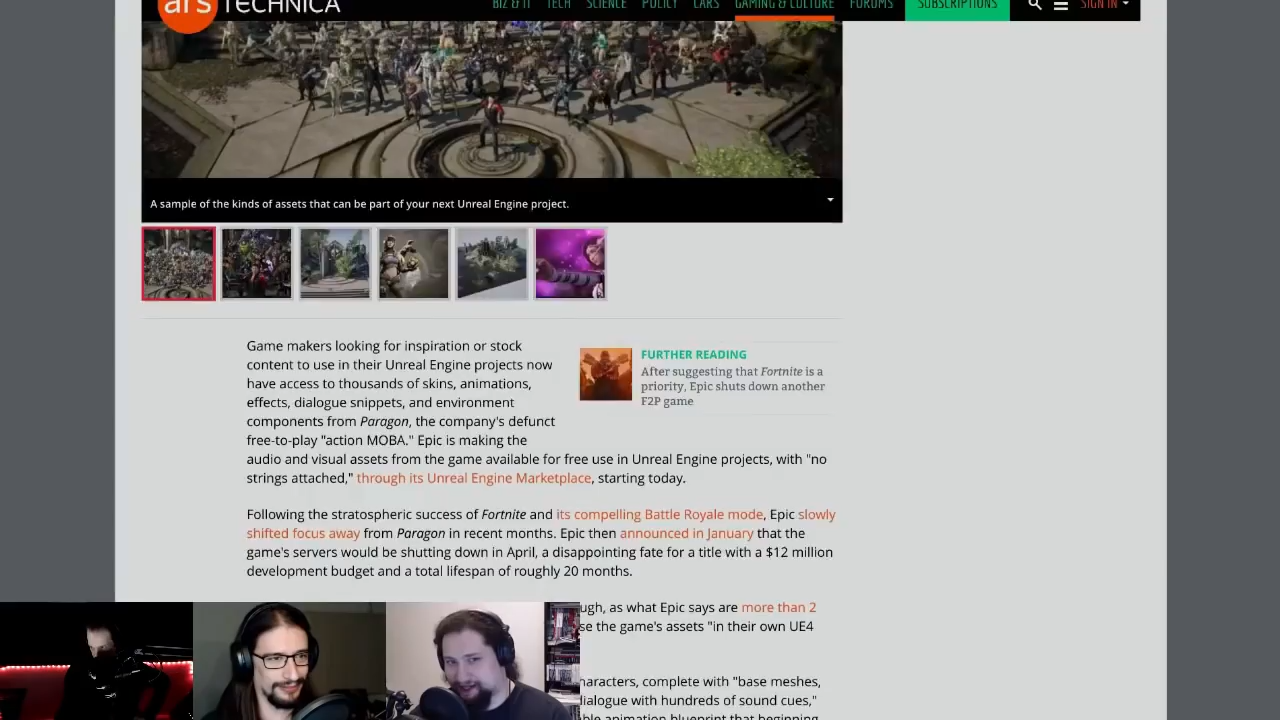 ars TECHNICA
BIZ & IT TECH SCIENCE POLICY CARS GAMING & CULTURE FORUMS SUBSCRIPTIONS SIGN IN
A sample of the kinds of assets that can be part of your next Unreal Engine project.
Game makers looking for inspiration or stock
content to use in their Unreal Engine projects now
have access to thousands of skins, animations,
effects, dialogue snippets, and environment
components from Paragon, the company's defunct
free-to-play "action MOBA." Epic is making the
audio and visual assets from the game available for free use in Unreal Engine projects, with "no
strings attached," through its Unreal Engine Marketplace, starting today.
FURTHER READING
After suggesting that Fortnite is a
priority, Epic shuts down another
F2P game
Following the stratospheric success of Fortnite and its compelling Battle Royale mode, Epic slowly
shifted focus away from Paragon in recent months. Epic then announced in January that the
game's servers would be shutting down in April, a disappointing fate for a title with a $12 million
development budget and a total lifespan of roughly 20 months.
ugh, as what Epic says are more than 2
se the game's assets "in their own UE4
haracters, complete with "base meshes,
ialogue with hundreds of sound cues,"
ble animation blueprint that beginning